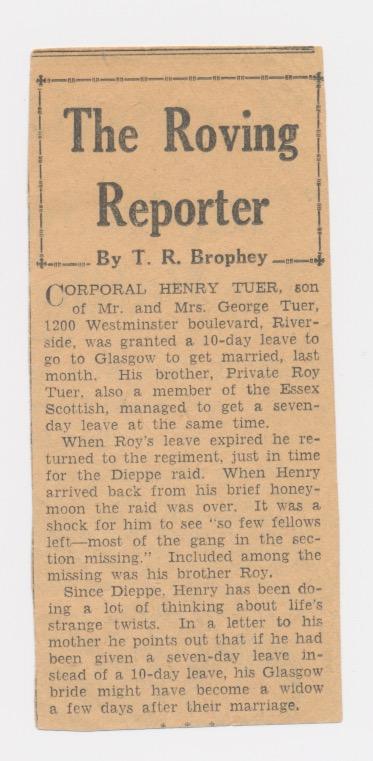 The Roving
Reporter
By T. R. Brophey
CORPORAL HENRY TUER, son
of Mr. and Mrs. George Tuer,
1200 Westminster boulevard, River-
side, was granted a 10-day leave to
go to Glasgow to get married, last
month. His brother, Private Roy
Tuer, also a member of the Essex
Scottish, managed to get a seven-
day leave at the same time.
When Roy's leave expired he re-
turned to the regiment, just in time
for the Dieppe raid. When Henry
arrived back from his brief honey-
moon the raid was over. It was a
shock for him to see "so few fellows
left—most of the gang in the sec-
tion missing." Included among the
missing was his brother Roy.
Since Dieppe, Henry has been do-
ing a lot of thinking about life's
strange twists. In a letter to his
mother he points out that if he had
been given a seven-day leave in-
stead of a 10-day leave, his Glasgow
bride might have become a widow
a few days after their marriage.